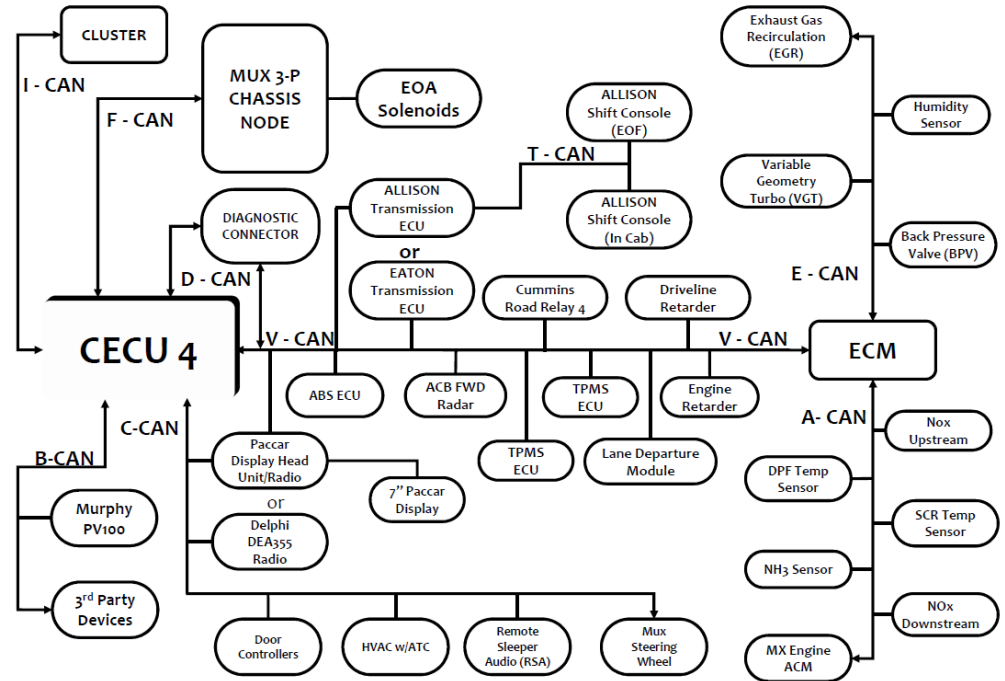 CLUSTER
I - CAN
F - CAN
MUX 3-P
CHASSIS
NODE
EOA
Solenoids
DIAGNOSTIC
CONNECTOR
D - CAN
CECU 4
ALLISON
Transmission
ECU
or
EATON
Transmission
ECU
T - CAN
ALLISON
Shift Console
(EOF)
ALLISON
Shift Console
(In Cab)
Exhaust Gas
Recirculation
(EGR)
Humidity
Sensor
Variable
Geometry
Turbo (VGT)
Back Pressure
Valve (BPV)
E - CAN
Cummins
Road Relay 4
Driveline
Retarder
V - CAN
V - CAN
ECM
ABS ECU
ACB FWD
Radar
TPMS
ECU
Engine
Retarder
TPMS
ECU
Lane Departure
Module
A- CAN
Nox
Upstream
DPF Temp
Sensor
SCR Temp
Sensor
NH3 Sensor
NOx
Downstream
MX Engine
ACM
C-CAN
B-CAN
Paccar
Display Head
Unit/Radio
or
Delphi
DEA355
Radio
7” Paccar
Display
Murphy
PV100
3rd Party
Devices
Door
Controllers
HVAC w/ATC
Remote
Sleeper
Audio (RSA)
Mux
Steering
Wheel